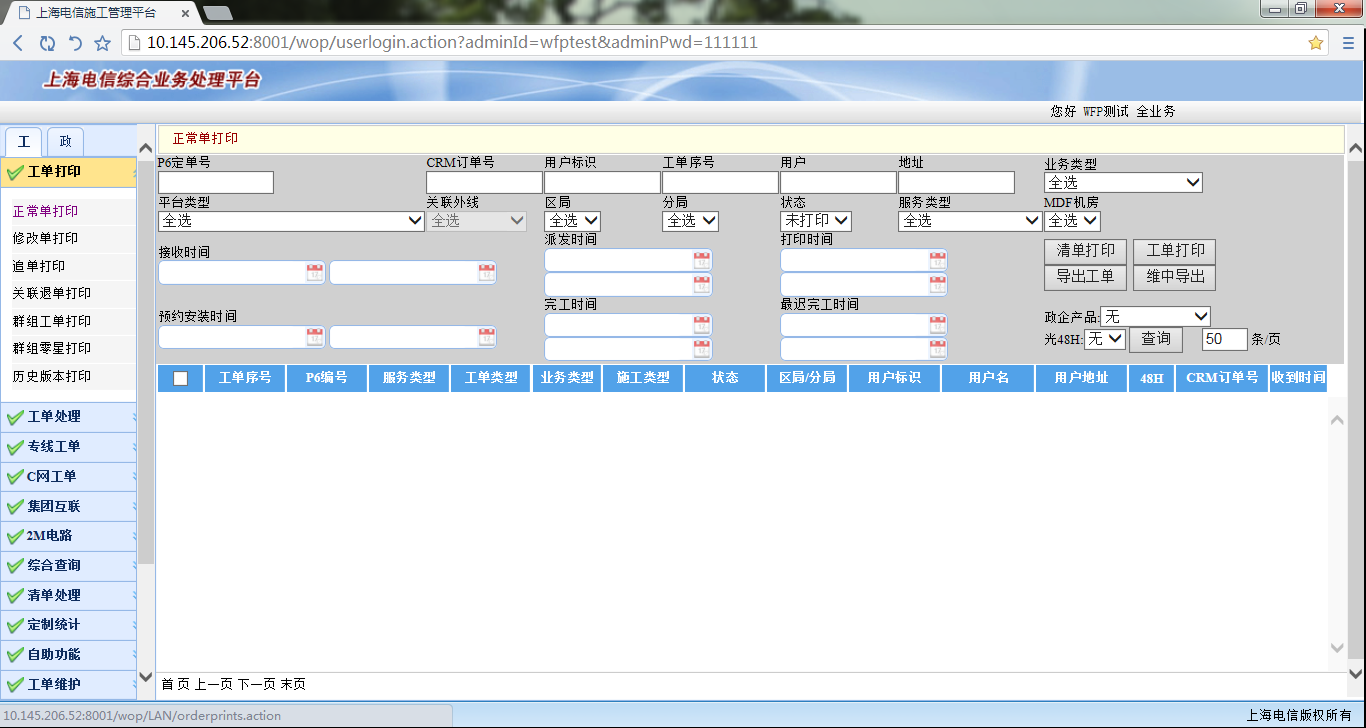 上海电信施工管理平台
10.145.206.52:8001/wop/userlogin.action?adminId=wfptest&adminPwd=111111
上海电信综合业务处理平台
您好 WFP测试 全业务
工 政
工单打印
正常单打印
修改单打印
追单打印
关联退单打印
群组工单打印
群组零星打印
历史版本打印
工单处理
专线工单
C网工单
集团互联
2M电路
综合查询
清单处理
定制统计
自助功能
工单维护
正常单打印
P6定单号 CRM订单号 用户标识 工单序号 用户 地址 业务类型
全选
平台类型 关联外线 区局 分局 状态 服务类型 MDF机房
全选 全选 全选 全选 未打印 全选 全选
接收时间 派发时间 打印时间
清单打印 工单打印
导出工单 维中导出
预约安装时间 完工时间 最迟完工时间
政企产品: 无
光48H: 无 查询 50 条/页
工单序号 P6编号 服务类型 工单类型 业务类型 施工类型 状态 区局/分局 用户标识 用户名 用户地址 48H CRM订单号 收到时间
首页 上一页 下一页 末页
10.145.206.52:8001/wop/LAN/orderprints.action
上海电信版权所有